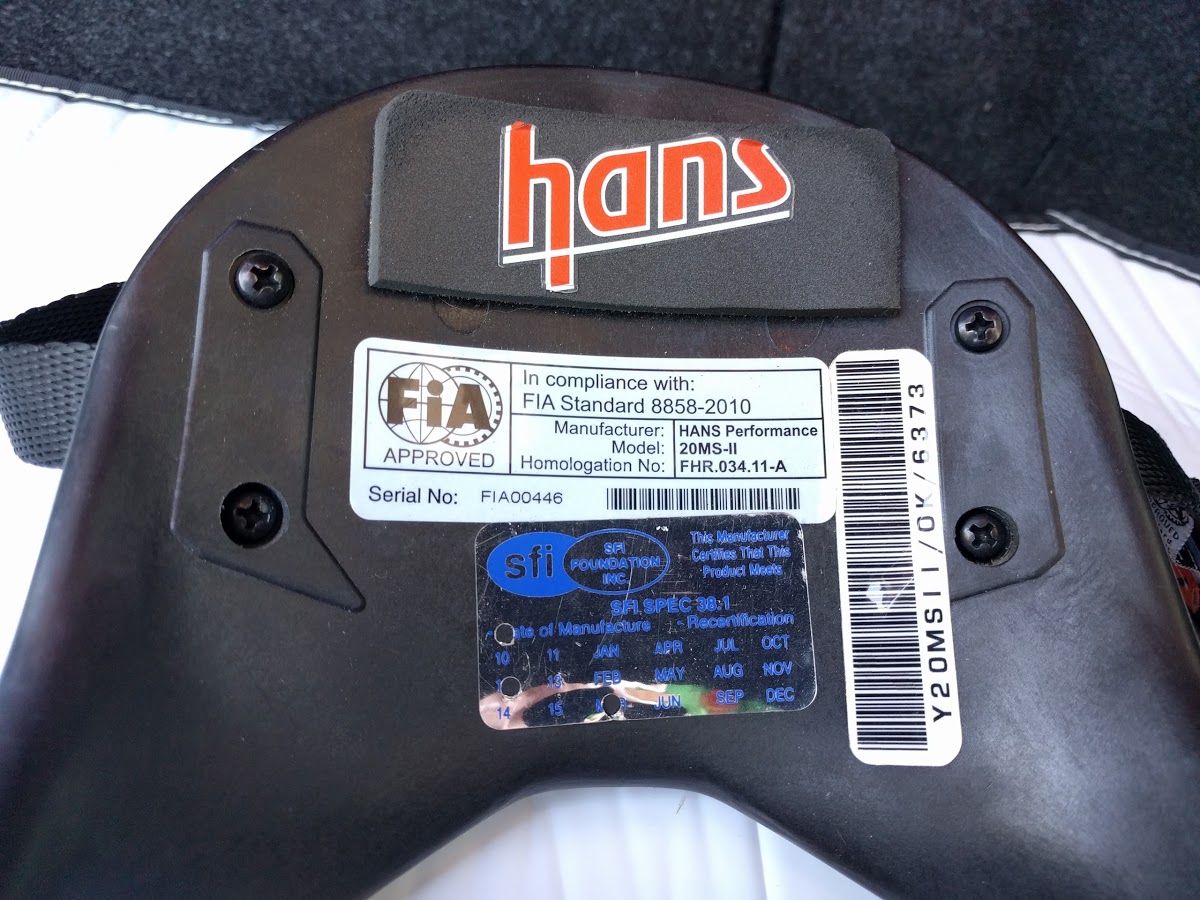 hans
FIA
APPROVED
In compliance with:
FIA Standard 8858-2010
Manufacturer: HANS Performance
Model: 20MS-II
Homologation No: FHR.034.11-A
Serial No: FIA00446
Y20MSII/OK/6373
sfi
SFI
FOUNDATION
INC.
This Manufacturer
Certifies That This
Product Meets
SFI SPEC 38.1
of Manufacture - Recertification
10 11 JAN APR JUL OCT
13 FEB MAY AUG NOV
14 15 JUN SEP DEC